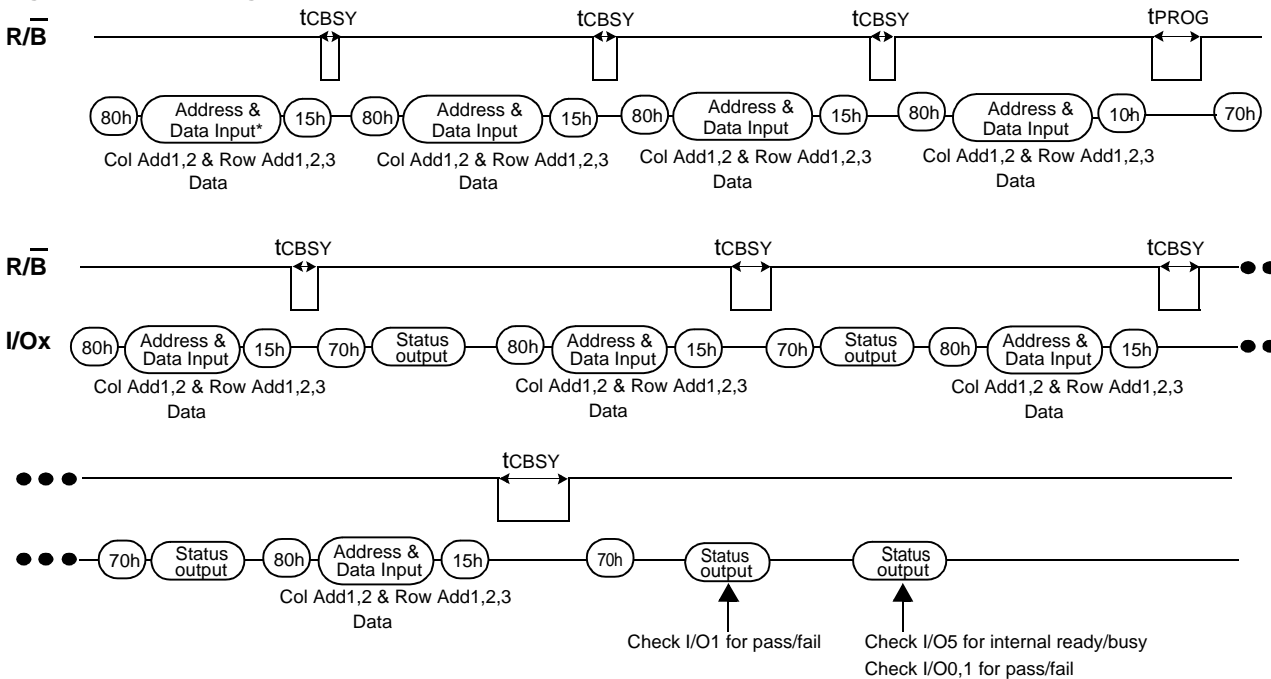 tCBSY tCBSY tCBSY tPROG
R/B
80h Address & Data Input* 15h 80h Address & Data Input 15h 80h Address & Data Input 15h 80h Address & Data Input 10h 70h
Col Add1,2 & Row Add1,2,3 Col Add1,2 & Row Add1,2,3 Col Add1,2 & Row Add1,2,3 Col Add1,2 & Row Add1,2,3
Data Data Data Data
tCBSY tCBSY tCBSY
R/B
I/Ox 80h Address & Data Input 15h 70h Status output 80h Address & Data Input 15h 70h Status output 80h Address & Data Input 15h
Col Add1,2 & Row Add1,2,3 Col Add1,2 & Row Add1,2,3 Col Add1,2 & Row Add1,2,3
Data Data Data
tCBSY
70h Status output 80h Address & Data Input 15h 70h Status output Status output
Col Add1,2 & Row Add1,2,3
Data
Check I/O1 for pass/fail Check I/O5 for internal ready/busy
Check I/O0,1 for pass/fail